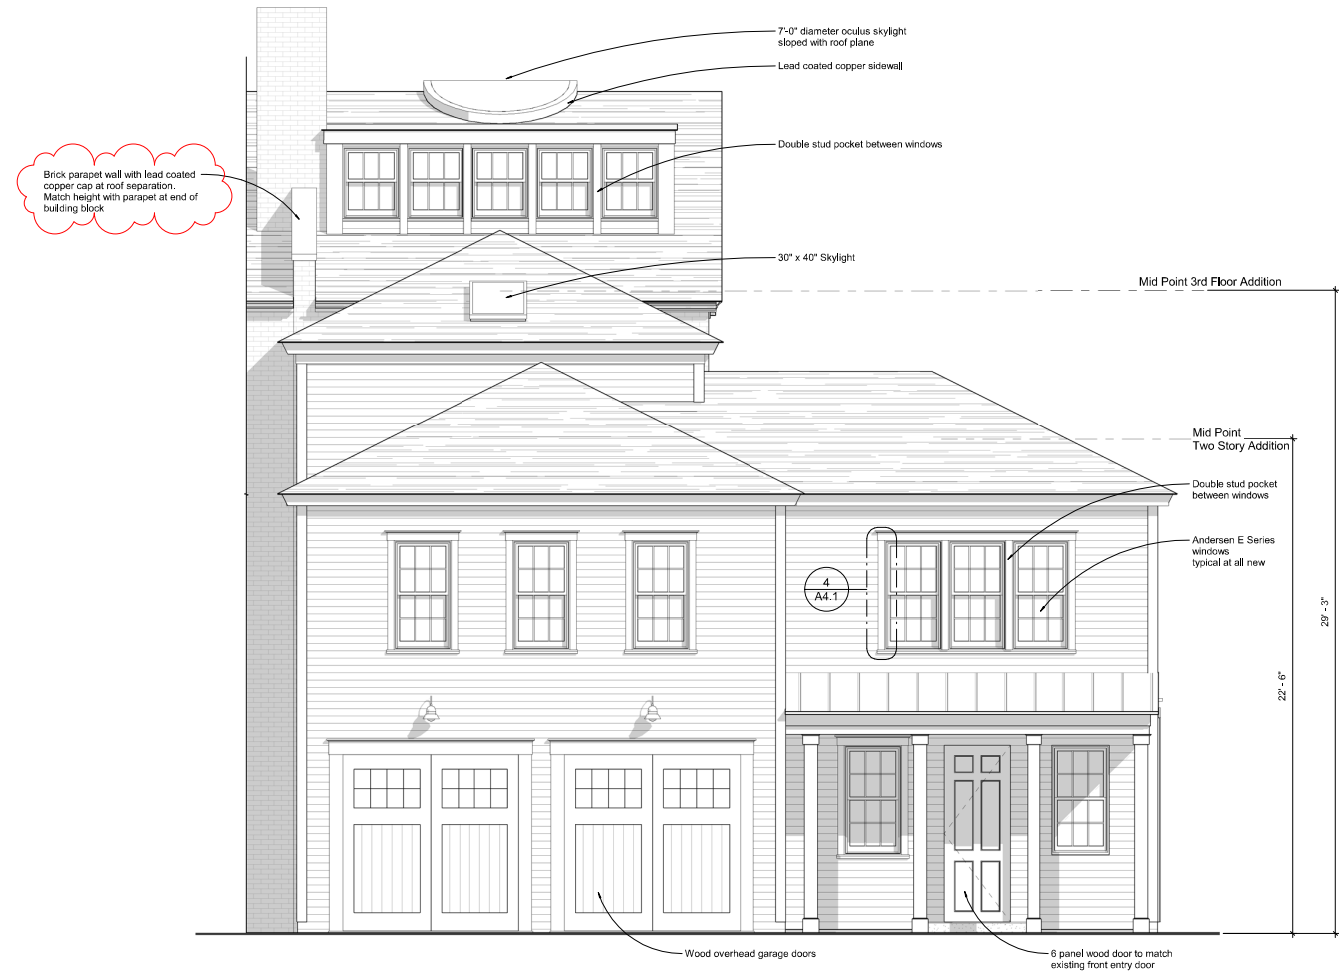 7'-0" diameter oculus skylight
sloped with roof plane
Lead coated copper sidewall
Double stud pocket between windows
Brick parapet wall with lead coated
copper cap at roof separation.
Match height with parapet at end of
building block
30" x 40" Skylight
Mid Point 3rd Floor Addition
Mid Point
Two Story Addition
Double stud pocket
between windows
Andersen E Series
windows
typical at all new
4
A4.1
29' - 3"
22' - 6"
Wood overhead garage doors
6 panel wood door to match
existing front entry door